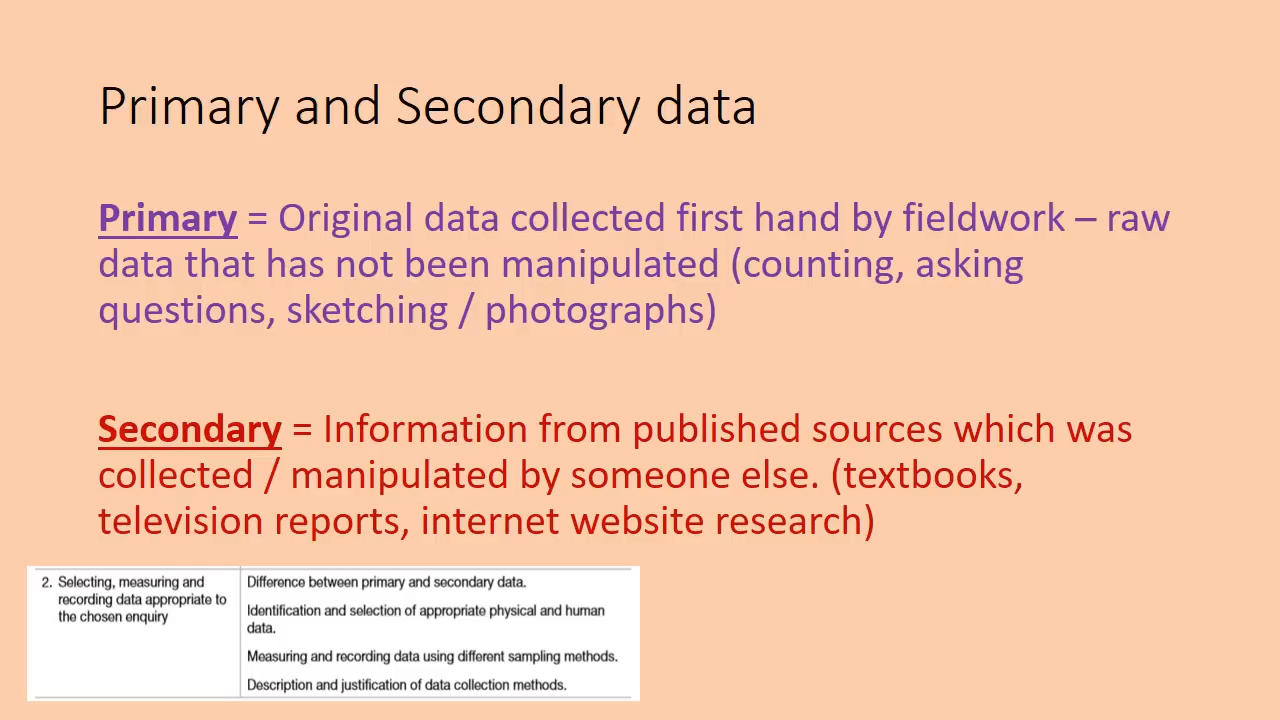 Primary and Secondary data
Primary = Original data collected first hand by fieldwork – raw
data that has not been manipulated (counting, asking
questions, sketching / photographs)
Secondary = Information from published sources which was
collected / manipulated by someone else. (textbooks,
television reports, internet website research)
2. Selecting, measuring and
recording data appropriate to
the chosen enquiry
Difference between primary and secondary data.
Identification and selection of appropriate physical and human
data.
Measuring and recording data using different sampling methods.
Description and justification of data collection methods.